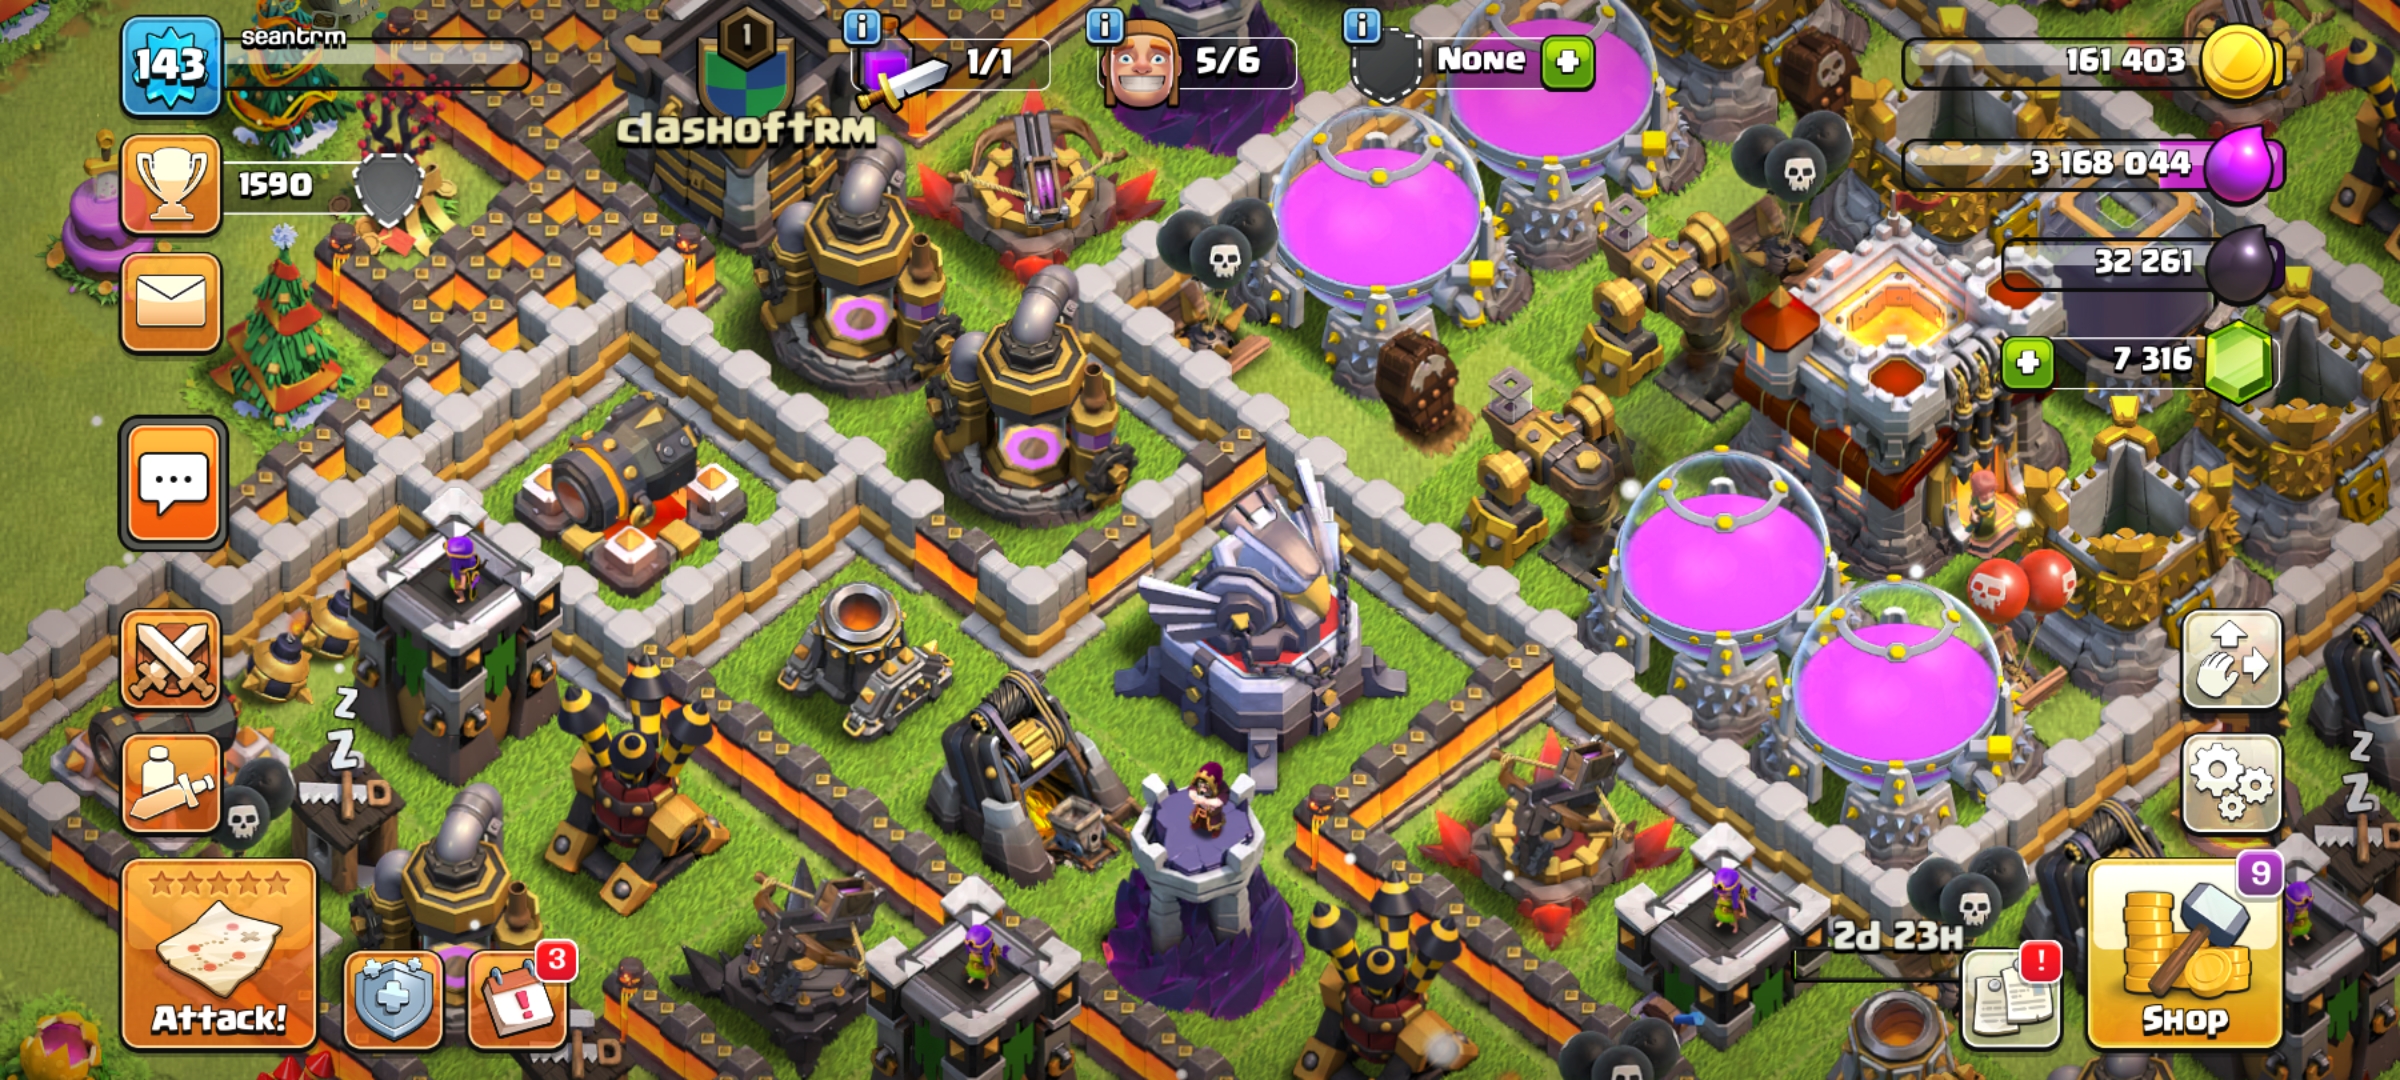 143
seantrm
1
clashofTRM
1/1
5/6
None
161 403
1590
3 168 044
32 261
7 316
Z
Z
Z
Z
9
2d 23H
!
3
!
Attack!
Shop